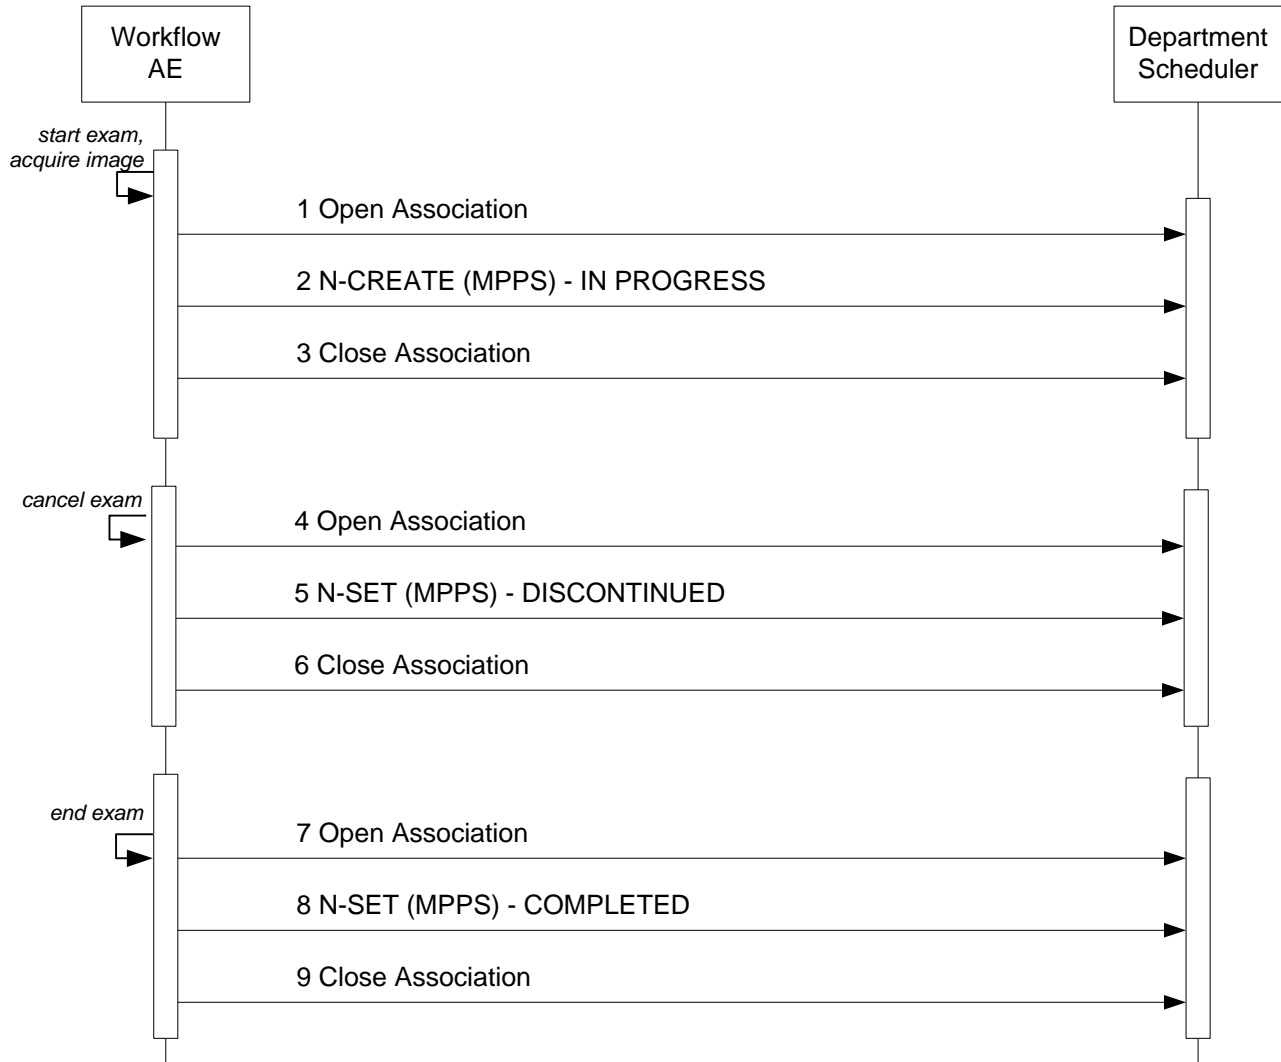 Workflow
AE
Department
Scheduler
start exam,
acquire image
1 Open Association
2 N-CREATE (MPPS) - IN PROGRESS
3 Close Association
cancel exam
4 Open Association
5 N-SET (MPPS) - DISCONTINUED
6 Close Association
end exam
7 Open Association
8 N-SET (MPPS) - COMPLETED
9 Close Association